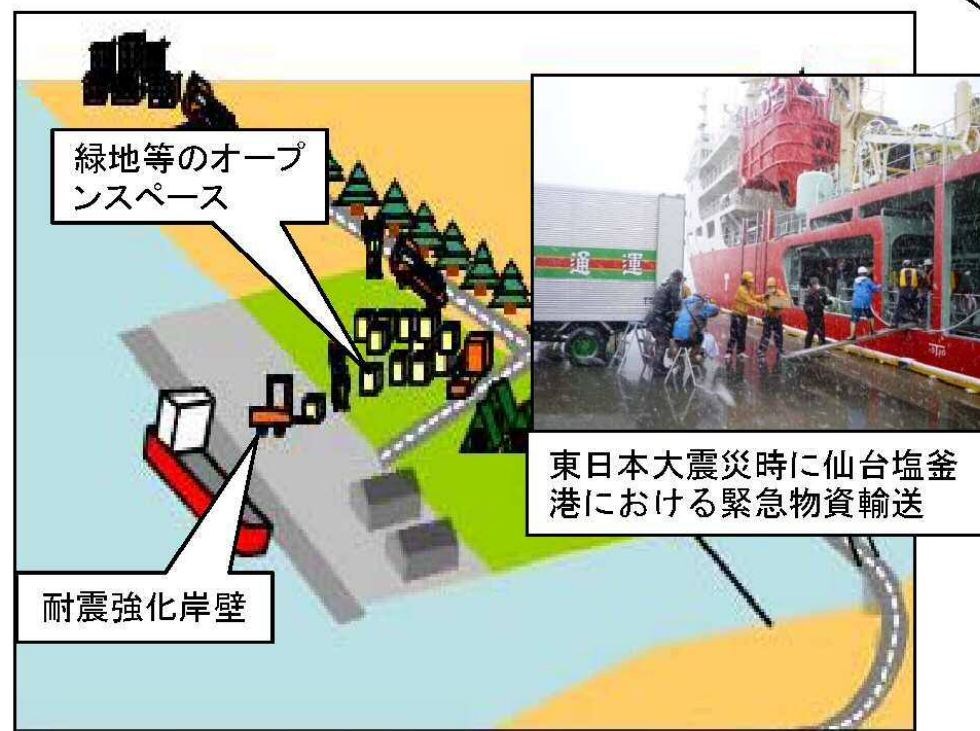 緑地等のオープ
ンスペース
通運
東日本大震災時に仙台塩釜
港における緊急物資輸送
耐震強化岸壁